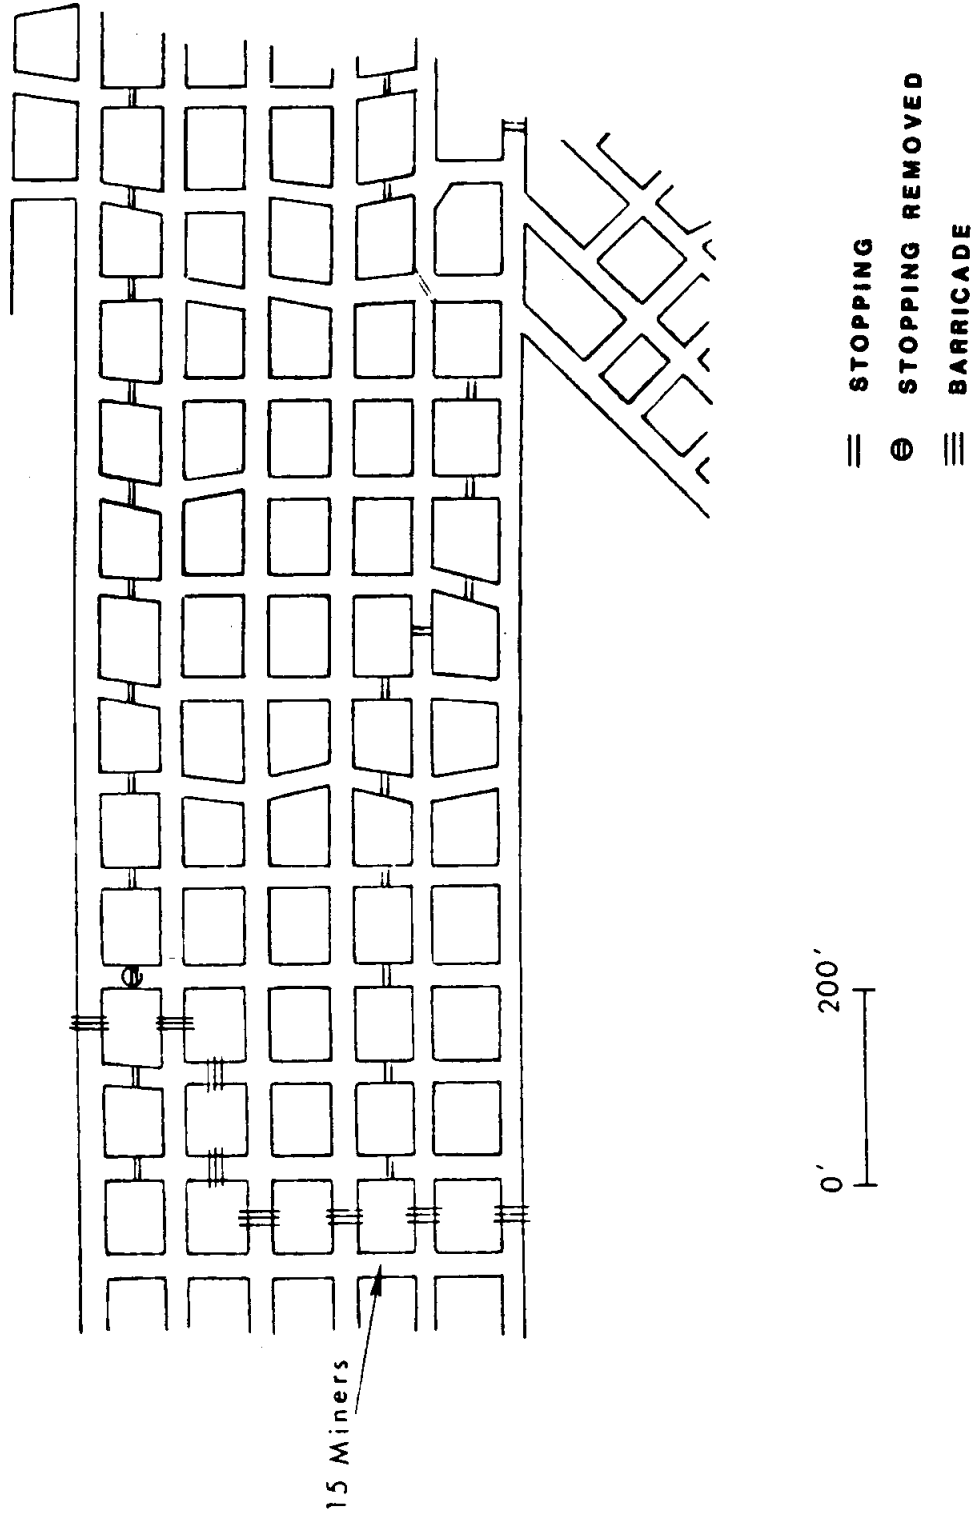 15 Miners
0' 200'
STOPPING
STOPPING REMOVED
BARRICADE